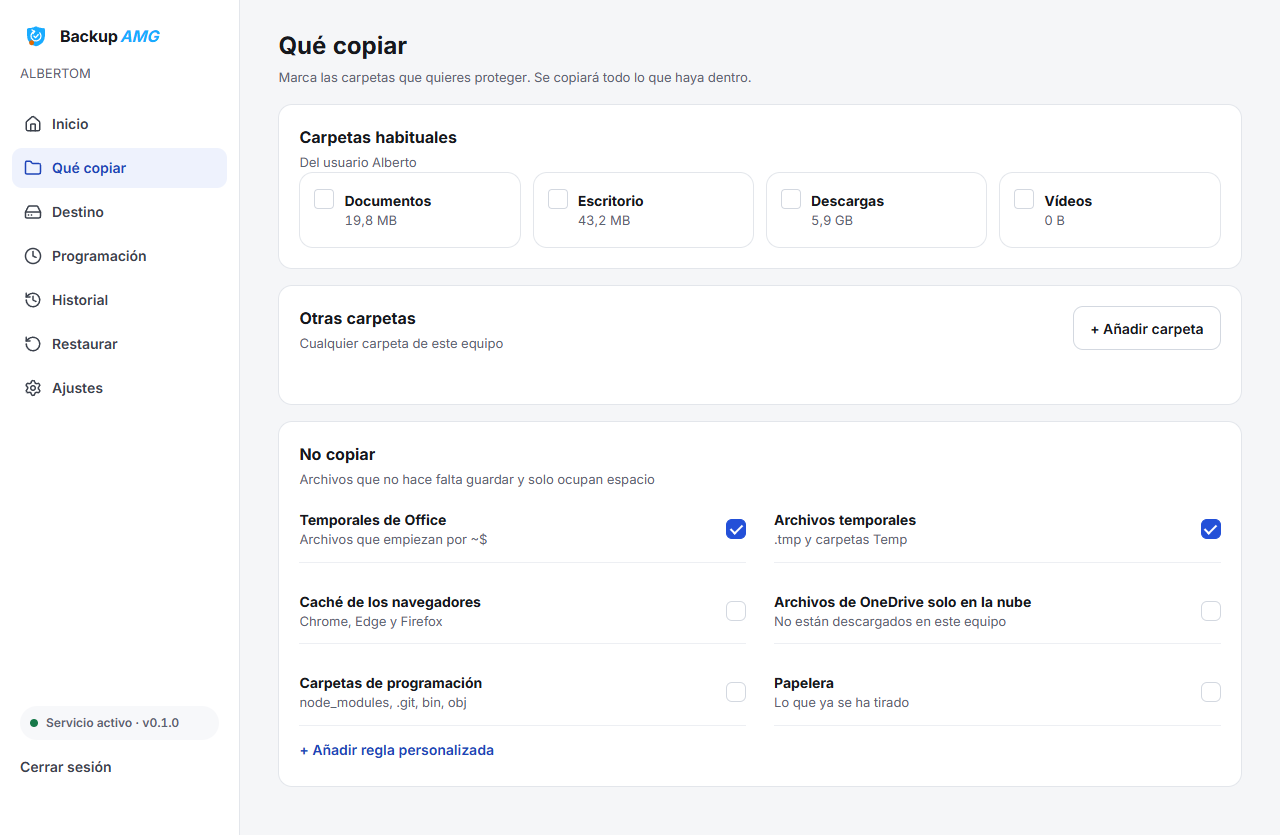 Backup AMG
ALBERTOM
Inicio
Qué copiar
Destino
Programación
Historial
Restaurar
Ajustes
Servicio activo · v0.1.0
Cerrar sesión
Qué copiar
Marca las carpetas que quieres proteger. Se copiará todo lo que haya dentro.
Carpetas habituales
Del usuario Alberto
Documentos
19,8 MB
Escritorio
43,2 MB
Descargas
5,9 GB
Vídeos
0 B
Otras carpetas
Cualquier carpeta de este equipo
+ Añadir carpeta
No copiar
Archivos que no hace falta guardar y solo ocupan espacio
Temporales de Office
Archivos que empiezan por ~$
Archivos temporales
.tmp y carpetas Temp
Caché de los navegadores
Chrome, Edge y Firefox
Archivos de OneDrive solo en la nube
No están descargados en este equipo
Carpetas de programación
node_modules, .git, bin, obj
Papelera
Lo que ya se ha tirado
+ Añadir regla personalizada